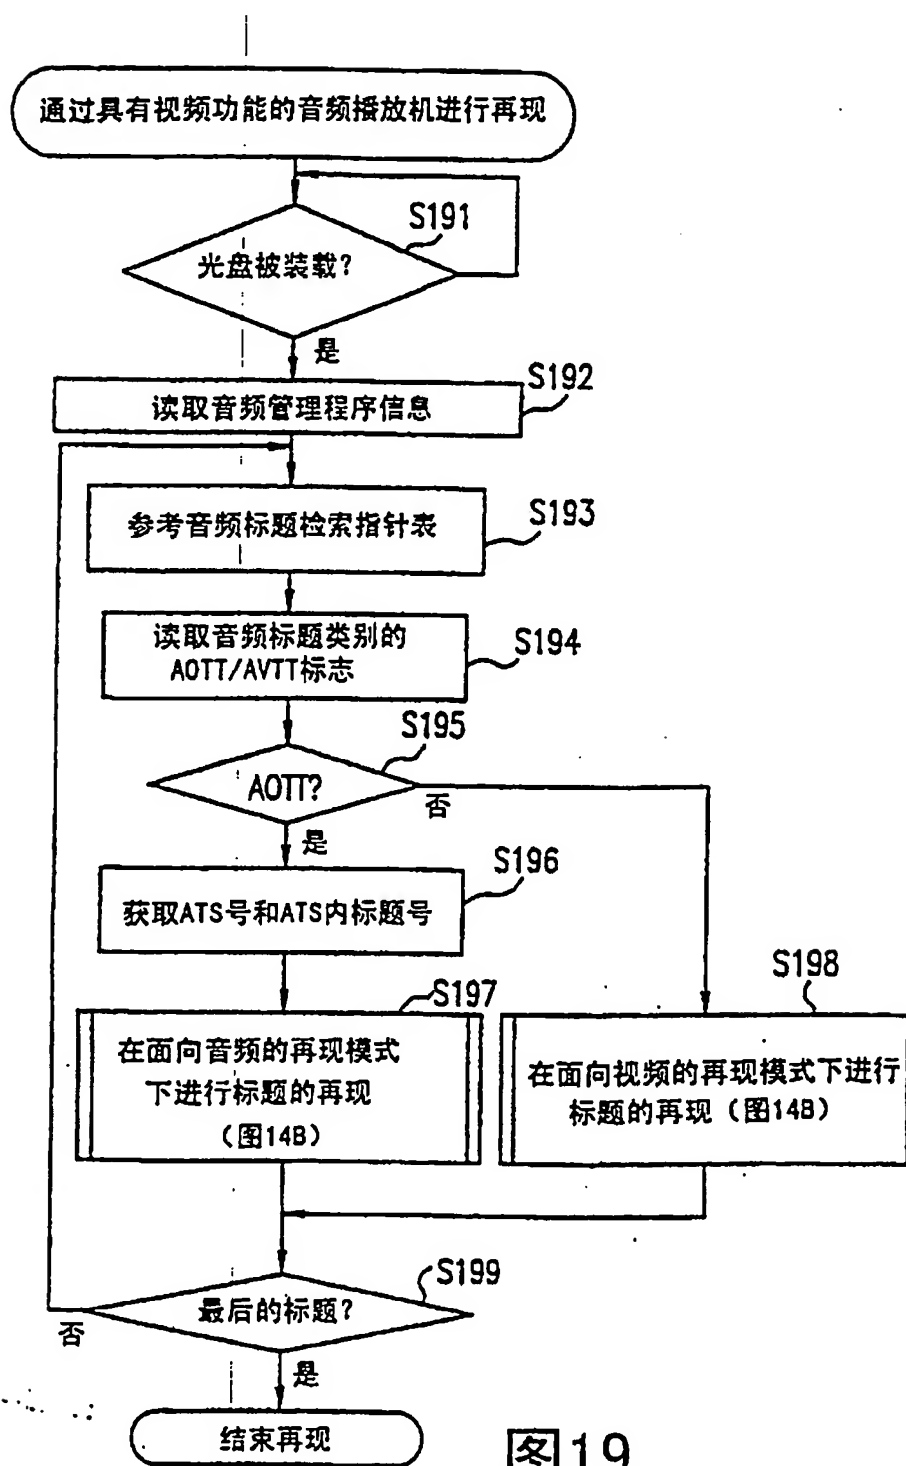 通过具有视频功能的音频播放机进行再现
S191
光盘被装载?
是
S192
读取音频管理程序信息
S193
参考音频标题检索指针表
读取音频标题类别的
AOTT/AVTT标志
S194
S195
AOTT?
否
是
S196
获取ATS号和ATS内标题号
S197
在面向音频的再现模式
下进行标题的再现
(图14B)
S198
在面向视频的再现模式下进行
标题的再现(图14B)
S199
最后的标题?
否
是
结束再现
图19